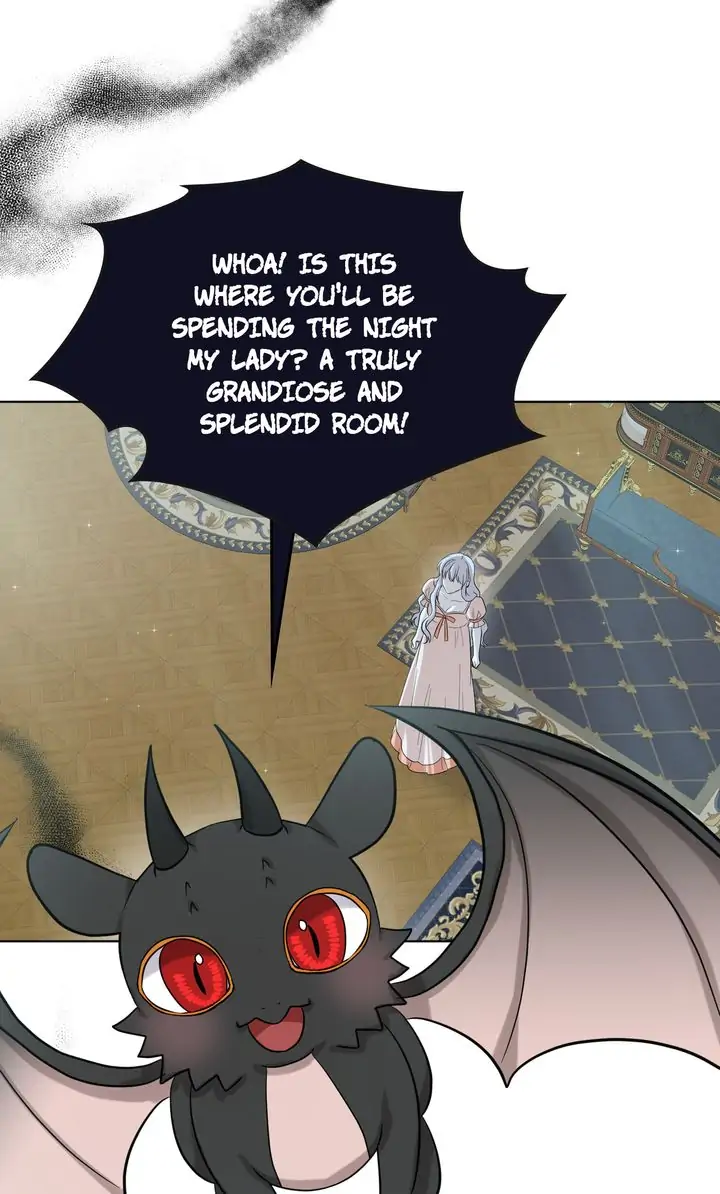 WHOA! IS THIS
WHERE YOU'LL BE
SPENDING THE NIGHT
MY LADY? A TRULY
GRANDIOSE AND
SPLENDID ROOM!